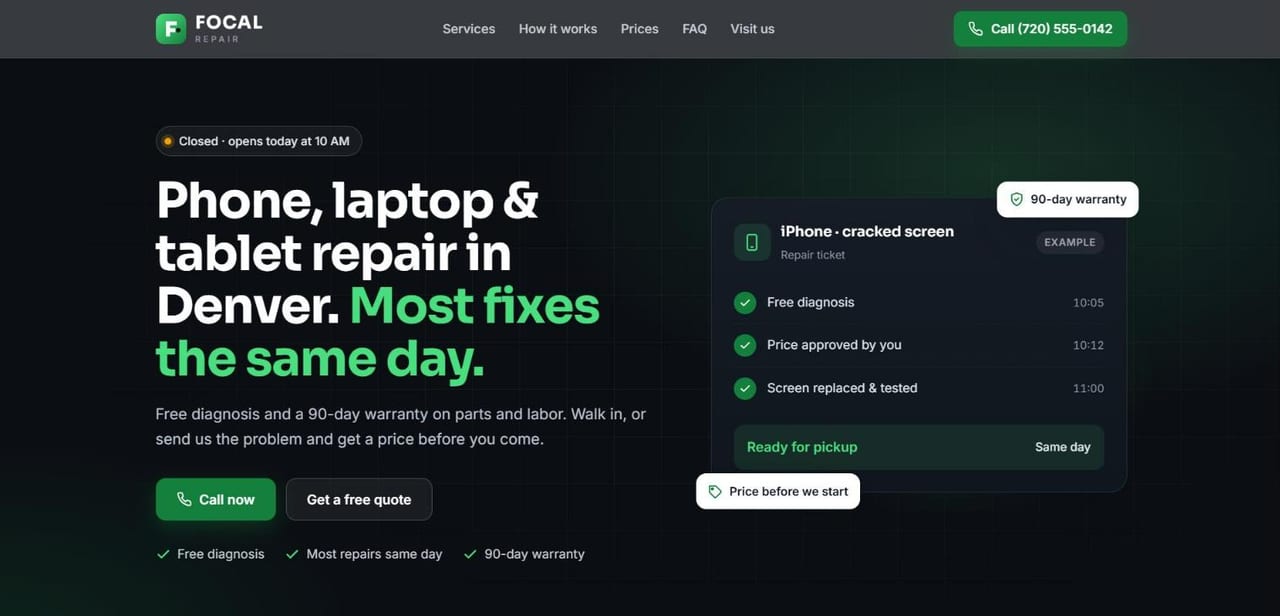 F
FOCAL
REPAIR
Services
How it works
Prices
FAQ
Visit us
Call (720) 555-0142
Closed · opens today at 10 AM
Phone, laptop &
tablet repair in
Denver. Most fixes
the same day.
Free diagnosis and a 90-day warranty on parts and labor. Walk in, or
send us the problem and get a price before you come.
Call now
Get a free quote
Free diagnosis
Most repairs same day
90-day warranty
90-day warranty
iPhone · cracked screen
Repair ticket
EXAMPLE
Free diagnosis 10:05
Price approved by you 10:12
Screen replaced & tested 11:00
Ready for pickup Same day
Price before we start